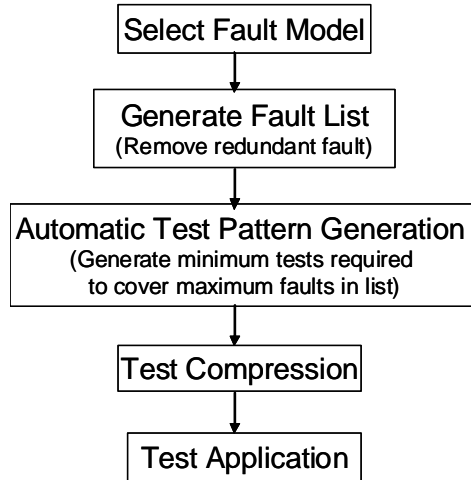 Select Fault Model
Generate Fault List
(Remove redundant fault)
Automatic Test Pattern Generation
(Generate minimum tests required
to cover maximum faults in list)
Test Compression
Test Application